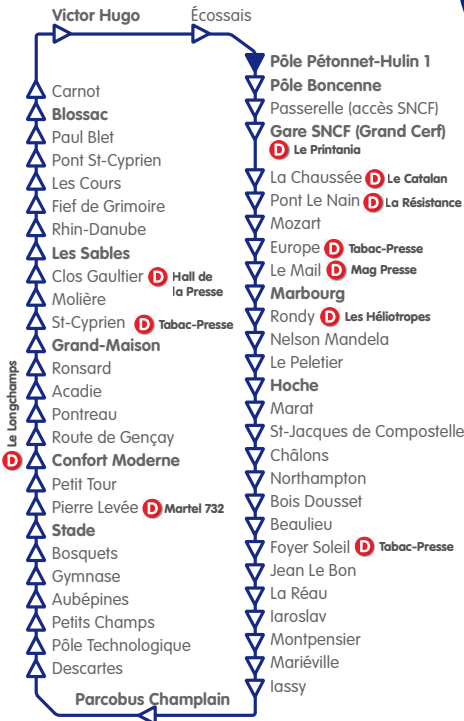 Victor Hugo
Écossais
Pôle Pétonnet-Hulin 1
Pôle Boncenne
Passerelle (accès SNCF)
Gare SNCF (Grand Cerf)
D Le Printania
La Chaussée D Le Catalan
Pont Le Nain D La Résistance
Mozart
Europe D Tabac-Presse
Le Mail D Mag Presse
Marbourg
Rondy D Les Héliotropes
Nelson Mandela
Le Peletier
Hoche
Marat
St-Jacques de Compostelle
Châlons
Northampton
Bois Dousset
Beaulieu
Foyer Soleil D Tabac-Presse
Jean Le Bon
La Réau
Iaroslav
Montpensier
Mariéville
Iassy
Parcobus Champlain
Carnot
Blossac
Paul Blet
Pont St-Cyprien
Les Cours
Fief de Grimoire
Rhin-Danube
Les Sables
Clos Gaultier D Hall de
la Presse
Molière
St-Cyprien D Tabac-Presse
Grand-Maison
Ronsard
Acadie
Pontreau
Route de Gençay
D Le Longchamps
Confort Moderne
Petit Tour
Pierre Levée D Martel 732
Stade
Bosquets
Gymnase
Aubépines
Petits Champs
Pôle Technologique
Descartes